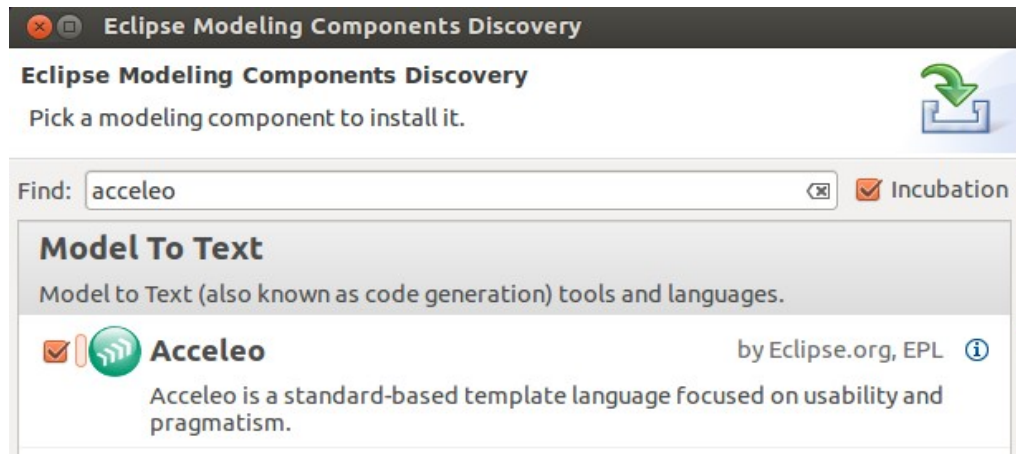 Eclipse Modeling Components Discovery
Eclipse Modeling Components Discovery
Pick a modeling component to install it.
Find: acceleo Incubation
Model To Text
Model to Text (also known as code generation) tools and languages.
Acceleo by Eclipse.org, EPL
Acceleo is a standard-based template language focused on usability and
pragmatism.